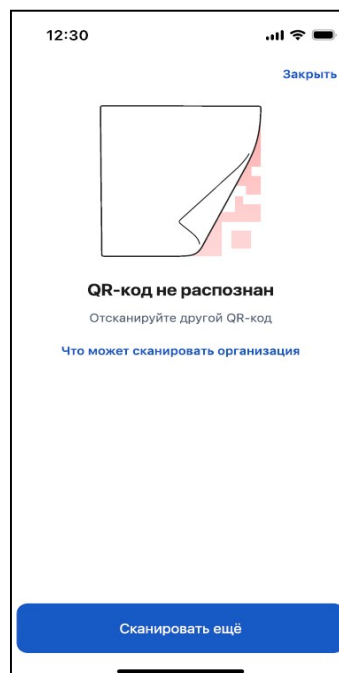 12:30
Закрыть
QR-код не распознан
Отсканируйте другой QR-код
Что может сканировать организация
Сканировать ещё